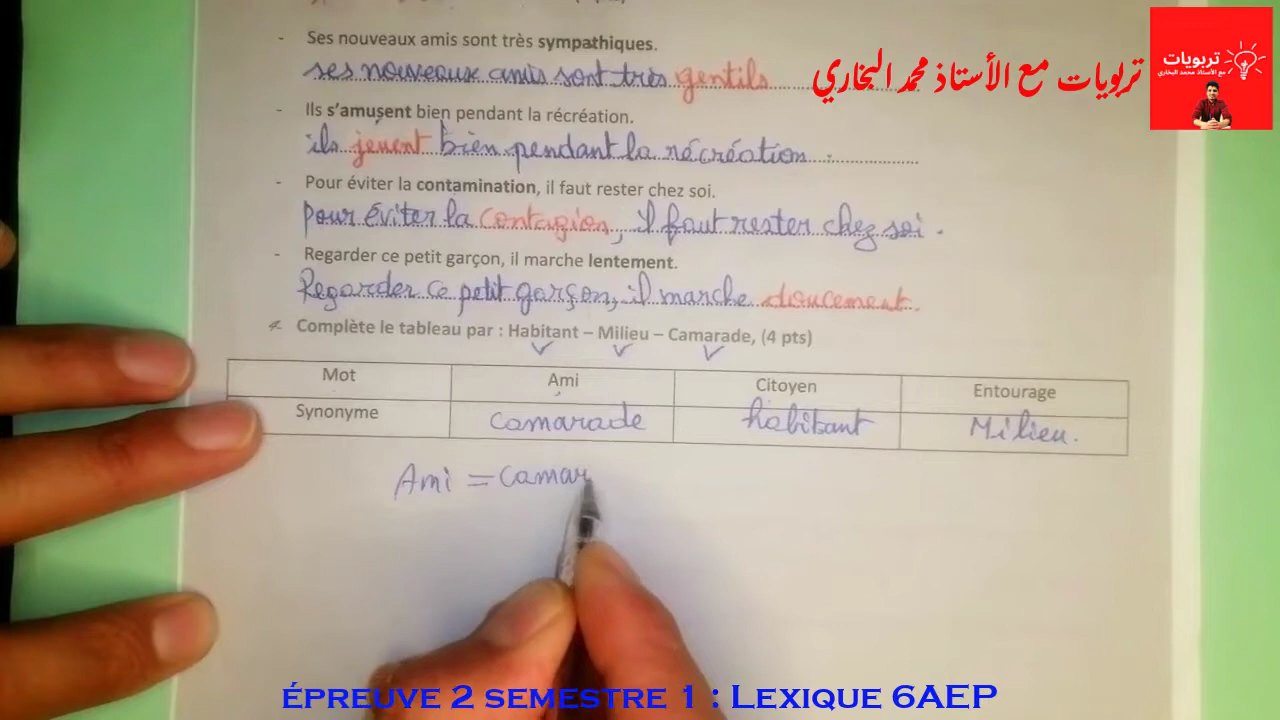 - Ses nouveaux amis sont très sympathiques.
ses nouveaux amis sont très gentils
تربويات مع الأستاذ محمد البخاري
تربويات
مع الأستاذ محمد البخاري
- Ils s'amusent bien pendant la récréation.
ils jouent bien pendant la récréation.
- Pour éviter la contamination, il faut rester chez soi.
pour éviter la contagion, il faut rester chez soi.
- Regarder ce petit garçon, il marche lentement.
Regarder ce petit garçon, il marche doucement.
Complète le tableau par : Habitant – Milieu – Camarade, (4 pts)
Mot Ami Citoyen Entourage
Synonyme camarade habitant Milieu.
Ami = camar
épreuve 2 semestre 1 : Lexique 6AEP